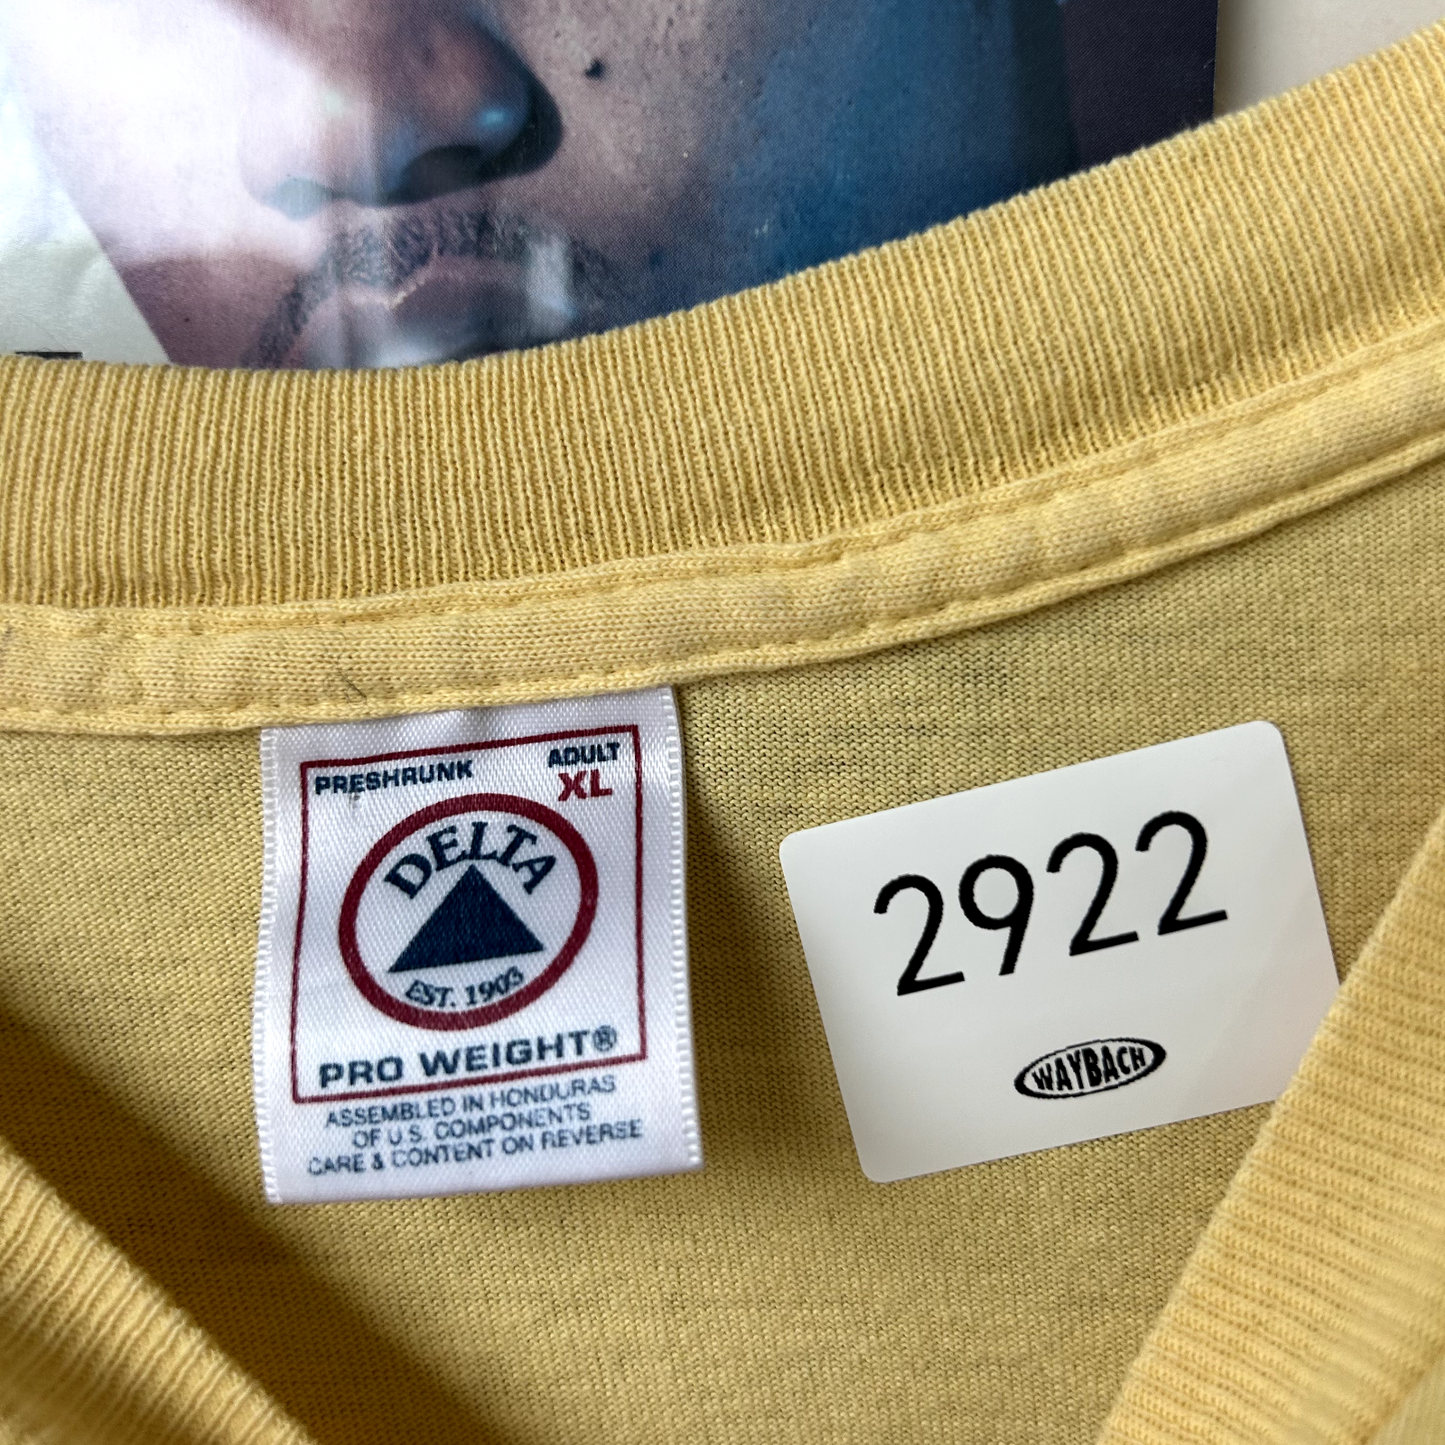 PRESHRUNK
ADULT
XL
DELTA
EST. 1903
PRO WEIGHT®
ASSEMBLED IN HONDURAS
OF U.S. COMPONENTS
CARE & CONTENT ON REVERSE
2922
WAYBACH